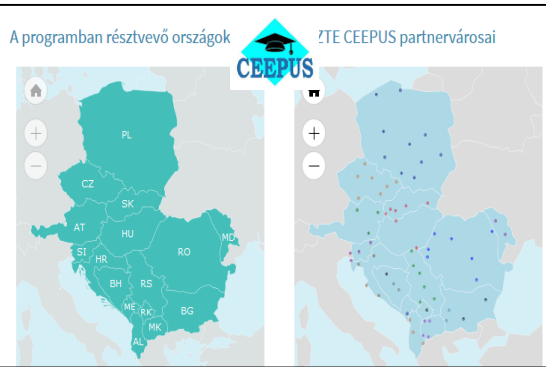 A programban résztvevő országok
CEEPUS
ZTE CEEPUS partnervárosai
+
−
PL
CZ
SK
AT
HU
MD
SI
HR
RO
BH
RS
ME
RK
BG
MK
AL
+
−